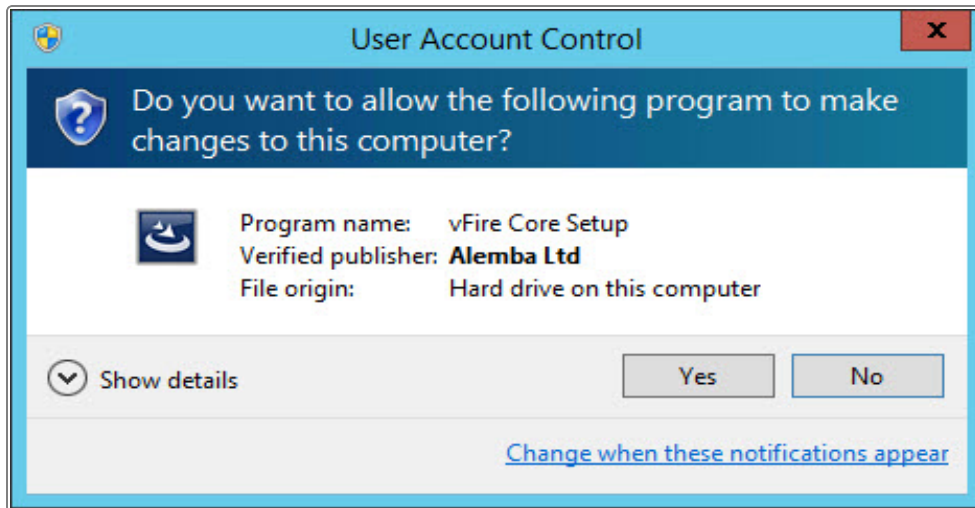 User Account Control
x
Do you want to allow the following program to make
changes to this computer?
Program name: vFire Core Setup
Verified publisher: Alemba Ltd
File origin: Hard drive on this computer
Show details
Yes No
Change when these notifications appear